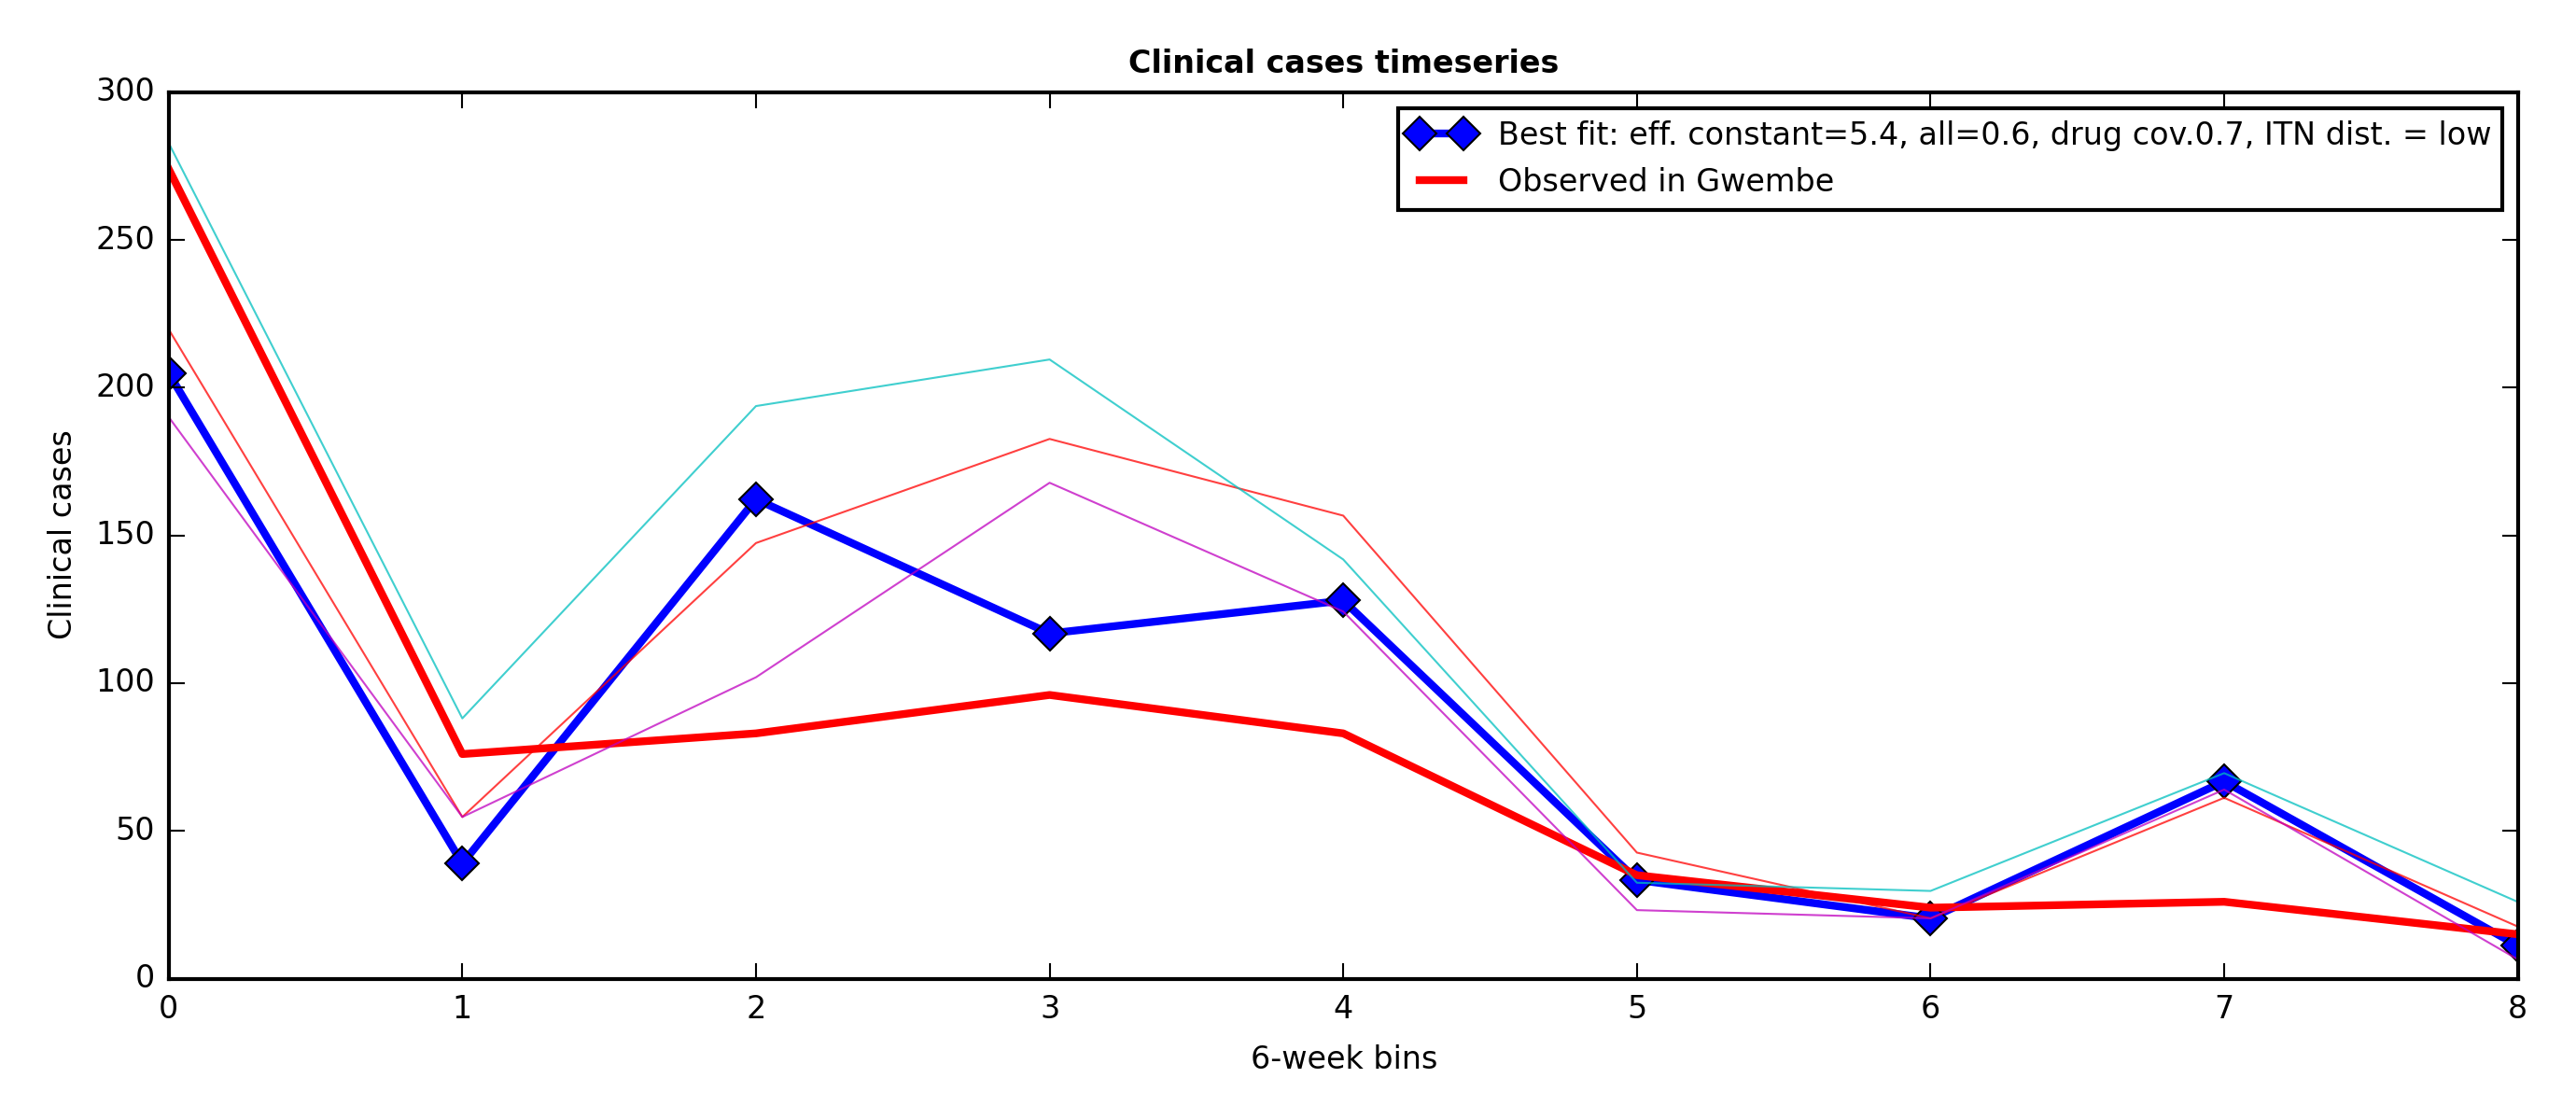 Clinical cases timeseries
300
250
200
150
100
50
0
Clinical cases
Best fit: eff. constant=5.4, all=0.6, drug cov.0.7, ITN dist. = low
Observed in Gwembe
0 1 2 3 4 5 6 7 8
6-week bins